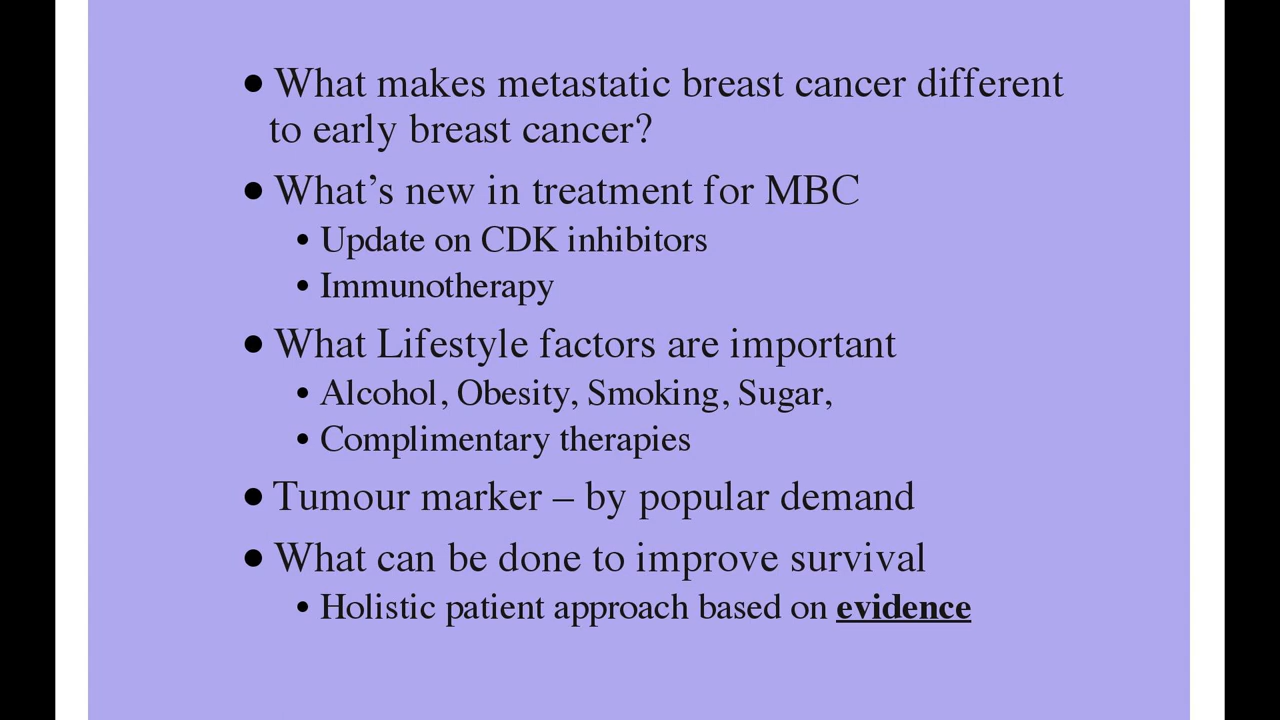 • What makes metastatic breast cancer different
to early breast cancer?
• What’s new in treatment for MBC
• Update on CDK inhibitors
• Immunotherapy
• What Lifestyle factors are important
• Alcohol, Obesity, Smoking, Sugar,
• Complimentary therapies
• Tumour marker – by popular demand
• What can be done to improve survival
• Holistic patient approach based on evidence